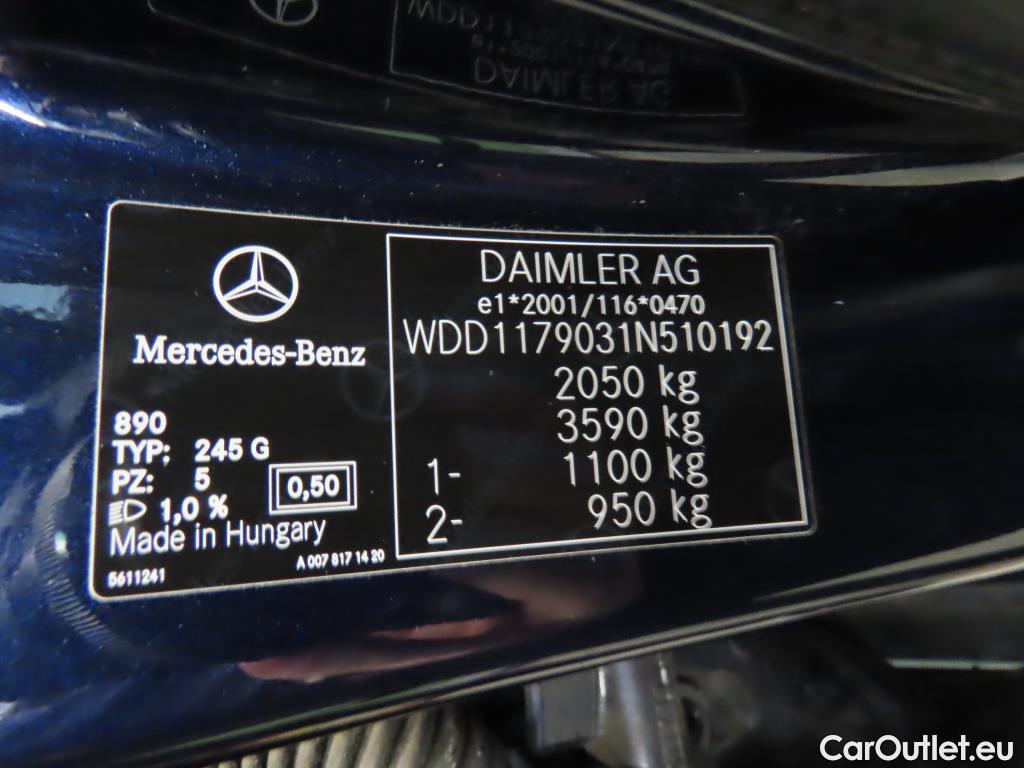 Mercedes-Benz
890
TYP: 245 G
PZ: 5
1,0 %
0,50
Made in Hungary
5611241
A 007 817 14 20
DAIMLER AG
e1*2001/116*0470
WDD1179031N510192
2050 kg
3590 kg
1- 1100 kg
2- 950 kg
CarOutlet.eu